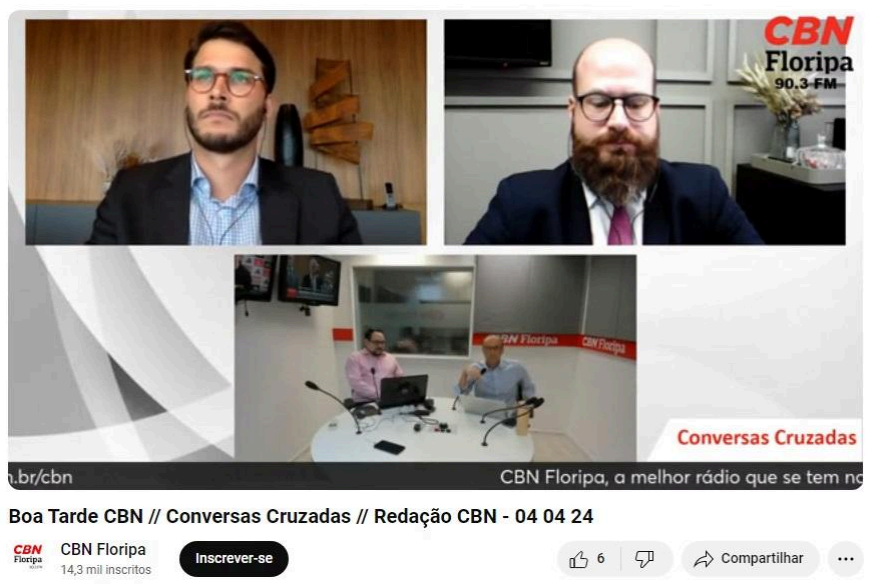 CBN
Floripa
90.3 FM
CBN Floripa
CBN Floripa
Conversas Cruzadas
.br/cbn
CBN Floripa, a melhor rádio que se tem no
Boa Tarde CBN // Conversas Cruzadas // Redação CBN - 04 04 24
CBN
Floripa
CBN Floripa
14,3 mil inscritos
Inscrever-se
6
Compartilhar